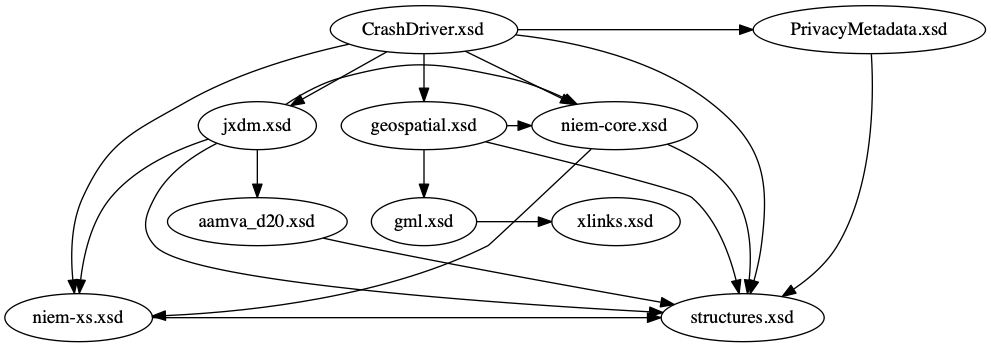 CrashDriver.xsd
PrivacyMetadata.xsd
jxdm.xsd
geospatial.xsd
niem-core.xsd
aamva_d20.xsd
gml.xsd
xlinks.xsd
niem-xs.xsd
structures.xsd